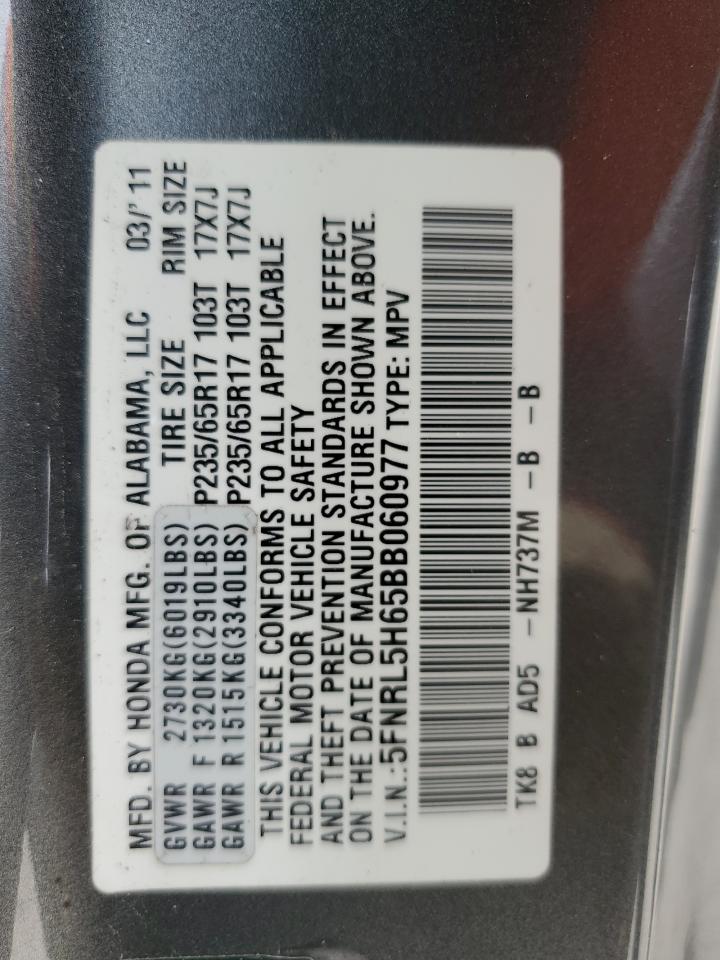 MFD. BY HONDA MFG. OF ALABAMA, LLC 03/'11
GVWR 2730KG(6019LBS) TIRE SIZE RIM SIZE
GAWR F 1320KG(2910LBS) P235/65R17 103T 17X7J
GAWR R 1515KG(3340LBS) P235/65R17 103T 17X7J
THIS VEHICLE CONFORMS TO ALL APPLICABLE
FEDERAL MOTOR VEHICLE SAFETY
AND THEFT PREVENTION STANDARDS IN EFFECT
ON THE DATE OF MANUFACTURE SHOWN ABOVE.
V.I.N.:5FNRL5H65BB060977 TYPE: MPV
TK8 B AD5 -NH737M -B -B